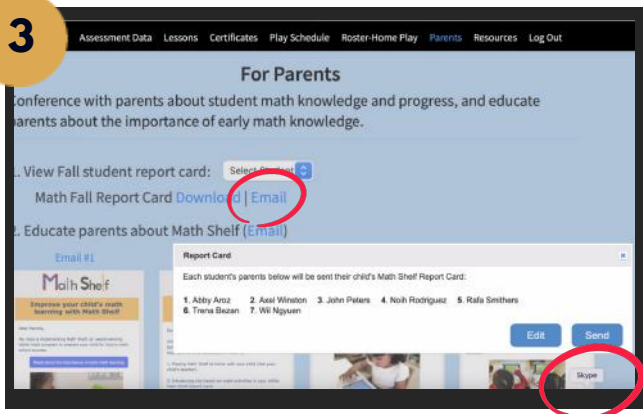 3
Assessment Data Lessons Certificates Play Schedule Roster-Home Play Parents Resources Log Out
For Parents
Conference with parents about student math knowledge and progress, and educate
parents about the importance of early math knowledge.
1. View Fall student report card: Select Student
Math Fall Report Card Download | Email
2. Educate parents about Math Shelf (Email)
Email #1
Math Shelf
Improve your child's math
learning with Math Shelf
Report Card
Each student's parents below will be sent their child's Math Shelf Report Card:
1. Abby Aroz 2. Axel Winston 3. John Peters 4. Noih Rodriguez 5. Rafa Smithers
6. Trena Bezan 7. Wil Ngyuen
Edit Send
Skype